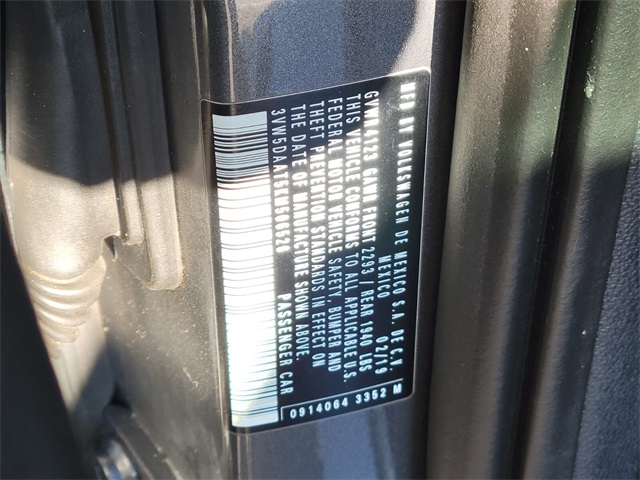 MFD BY VOLKSWAGEN DE MEXICO S.A. DE C.V.
MEXICO 02/19
GVWR 4123 GAWR FRONT 2293 / REAR 1940 LBS
THIS VEHICLE CONFORMS TO ALL APPLICABLE U.S.
FEDERAL MOTOR VEHICLE SAFETY, BUMPER AND
THEFT PREVENTION STANDARDS IN EFFECT ON
THE DATE OF MANUFACTURE SHOWN ABOVE.
PASSENGER CAR
0914064 3352 M